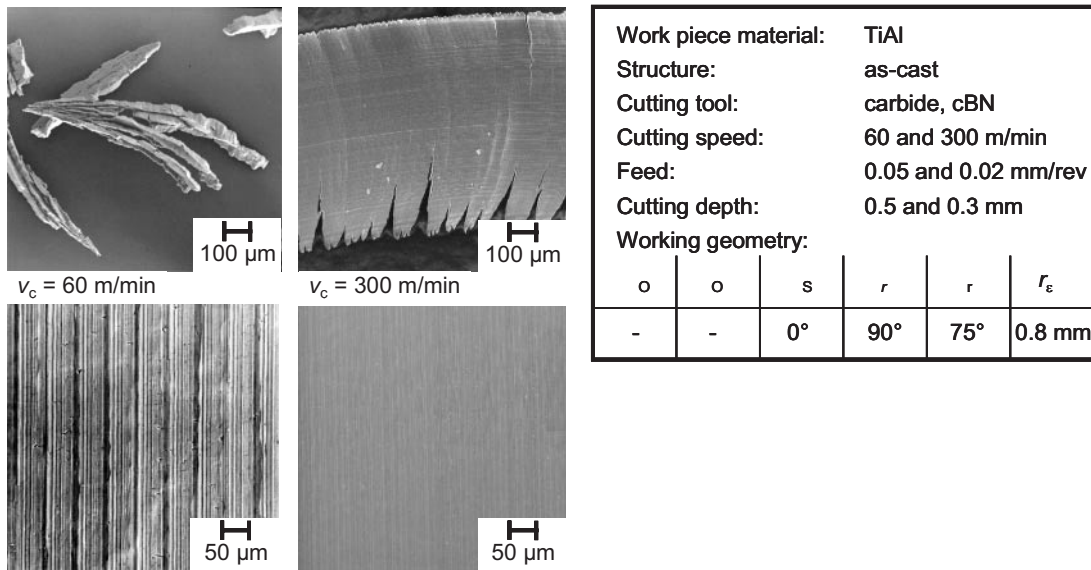 100 µm
100 µm
v_c = 60 m/min
v_c = 300 m/min
50 µm
50 µm
Work piece material: TiAl
Structure: as-cast
Cutting tool: carbide, cBN
Cutting speed: 60 and 300 m/min
Feed: 0.05 and 0.02 mm/rev
Cutting depth: 0.5 and 0.3 mm
Working geometry:
o o s r r r_ε
- - 0° 90° 75° 0.8 mm